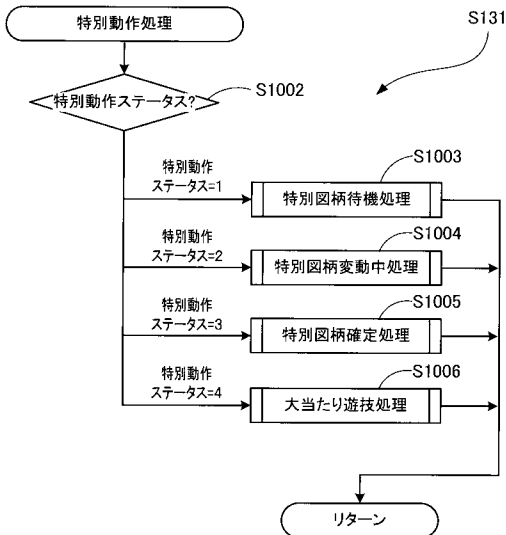 特別動作処理
S131
特別動作ステータス?
S1002
特別動作
ステータス=1
S1003
特別図柄待機処理
特別動作
ステータス=2
S1004
特別図柄変動中処理
特別動作
ステータス=3
S1005
特別図柄確定処理
特別動作
ステータス=4
S1006
大当たり遊技処理
リターン